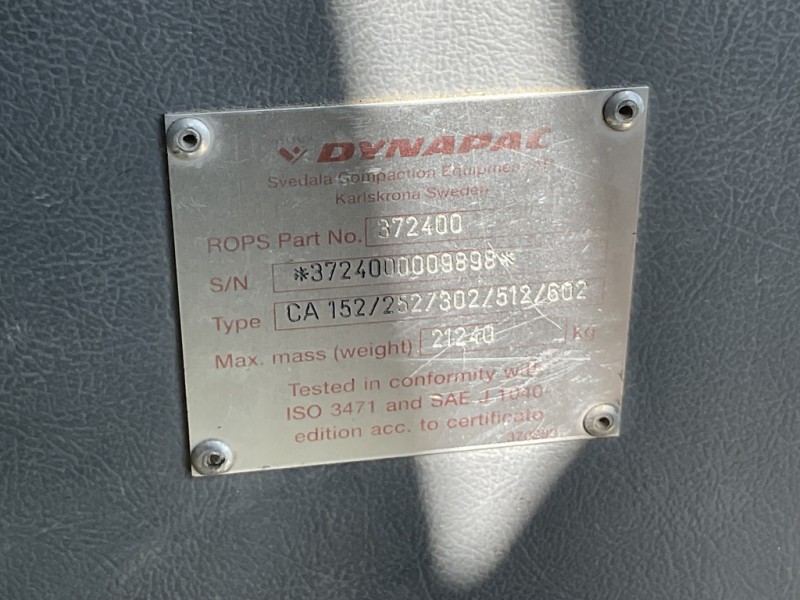 DYNAPAC
Svedala Compaction Equipment AB
Karlskrona Sweden
ROPS Part No. 372400
S/N *3724000009898*
Type CA 152/252/302/512/602
Max. mass (weight) 21240 kg
Tested in conformity with
ISO 3471 and SAE J 1040-
edition acc. to certificate